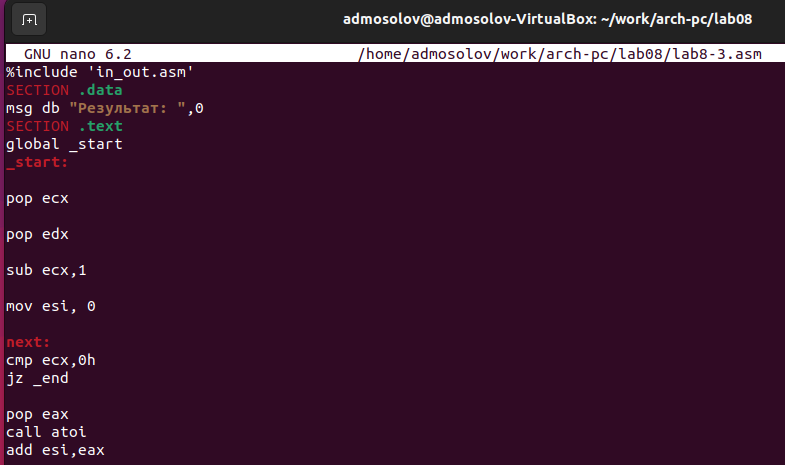 admosolov@admosolov-VirtualBox: ~/work/arch-pc/lab08
GNU nano 6.2 /home/admosolov/work/arch-pc/lab08/lab8-3.asm
%include 'in_out.asm'
SECTION .data
msg db "Результат: ",0
SECTION .text
global _start
_start:
pop ecx
pop edx
sub ecx,1
mov esi, 0
next:
cmp ecx,0h
jz _end
pop eax
call atoi
add esi,eax